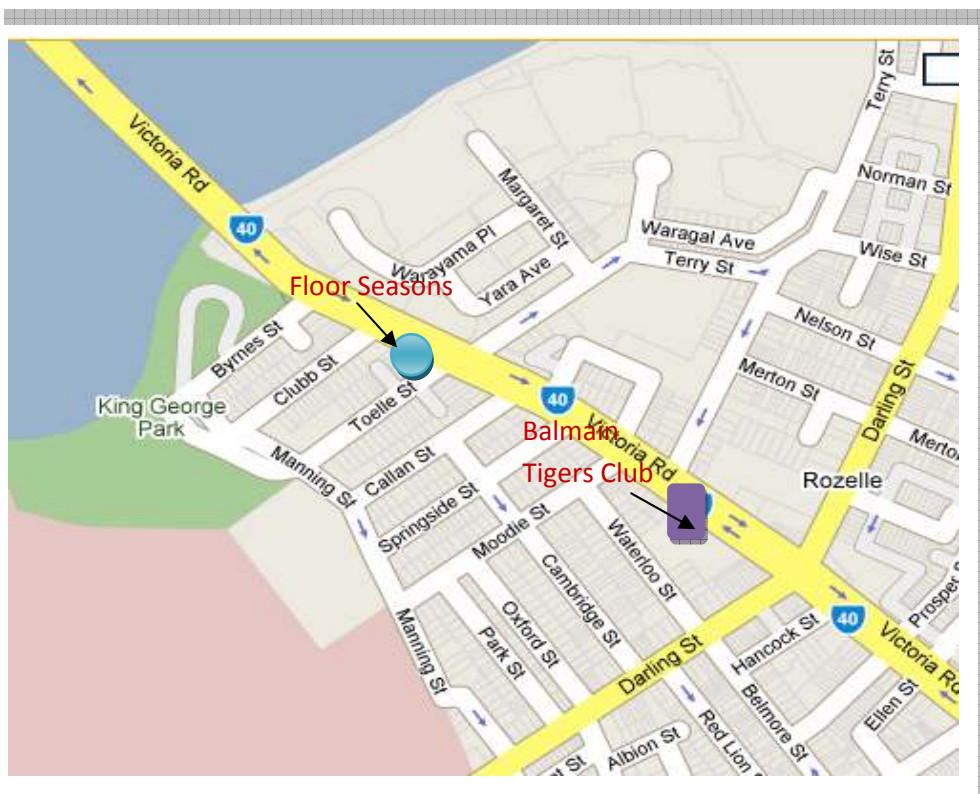 Terry St
Victoria Rd
Norman St
Margaret St
40
Waragal Ave
Warayama Pl
Wise St
Terry St
Yara Ave
Floor Seasons
Nelson St
Byrnes St
Clubb St
Merton St
Toelle St
40
King George
Park
Darling St
Balmain
Tigers Club
Victoria Rd
Callan St
Manning St
Rozelle
Springside St
Moodie St
Waterloo St
Cambridge St
Oxford St
Park St
Manning St
40
Hancock St
Darling St
Victoria Rd
Belmore St
Ellen St
Red Lion
Albion St